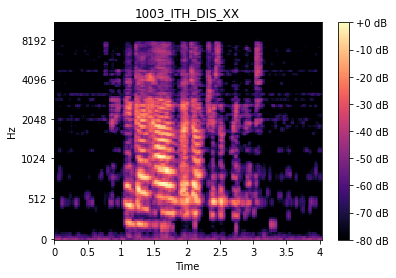 1003_ITH_DIS_XX
+0 dB
8192
-10 dB
4096
-20 dB
-30 dB
2048
Hz
-40 dB
1024
-50 dB
512
-60 dB
-70 dB
0
-80 dB
0 0.5 1 1.5 2 2.5 3 3.5 4
Time